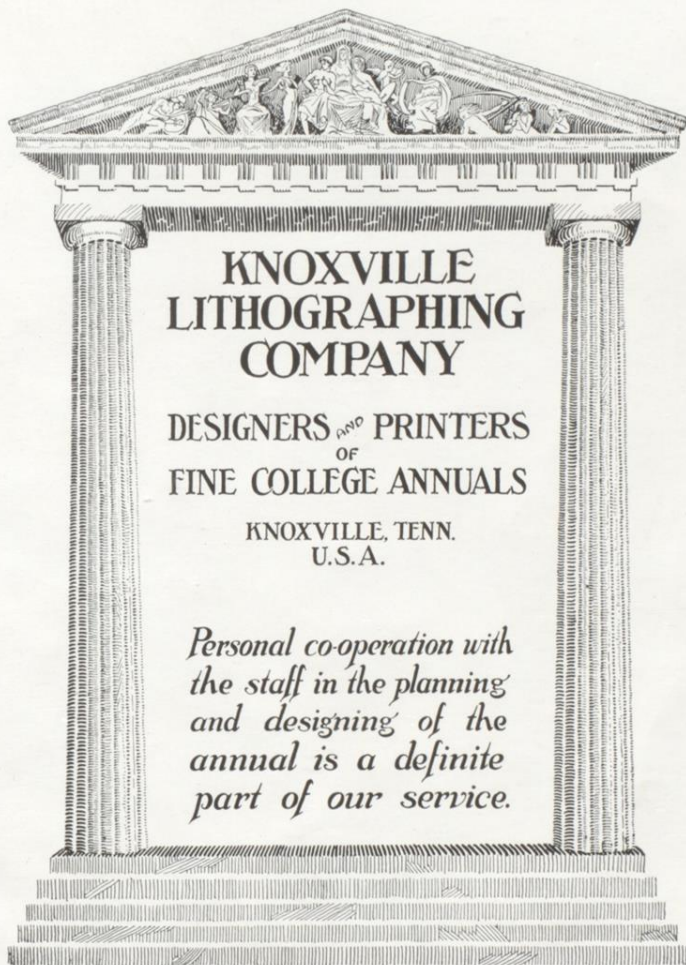 KNOXVILLE
LITHOGRAPHING
COMPANY
DESIGNERS AND PRINTERS
OF
FINE COLLEGE ANNUALS
KNOXVILLE, TENN.
U.S.A.
Personal co-operation with
the staff in the planning
and designing of the
annual is a definite
part of our service.